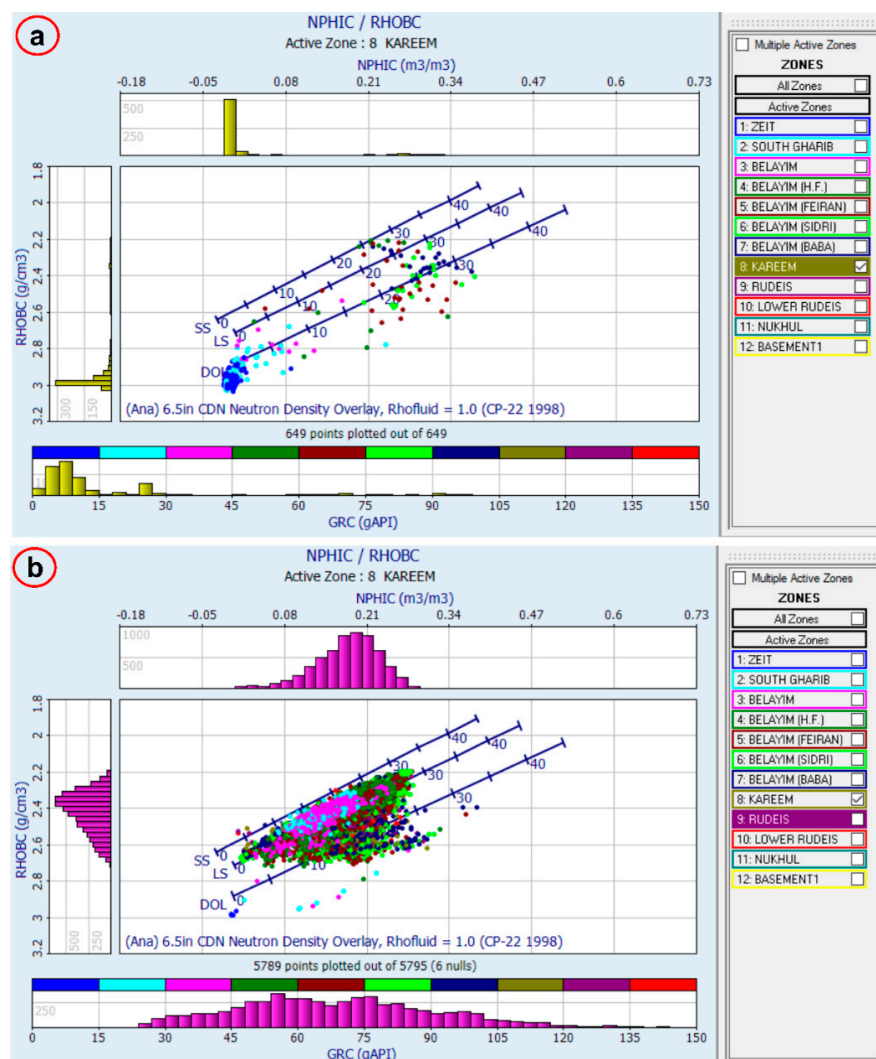 a
NPHIC / RHOBC
Active Zone : 8 KAREEM
NPHIC (m3/m3)
-0.18 -0.05 0.08 0.21 0.34 0.47 0.6 0.73
500
250
RHOBC (g/cm3)
1.8
2
2.2
2.4
2.6
2.8
3
3.2
300 150
SS 0 10 20 30 40
LS 0 10 20 30 40
DOL 10 20 30 40
(Ana) 6.5in CDN Neutron Density Overlay, Rhofluid = 1.0 (CP-22 1998)
649 points plotted out of 649
0 15 30 45 60 75 90 105 120 135 150
GRC (gAPI)
Multiple Active Zones
ZONES
All Zones
Active Zones
1: ZEIT
2: SOUTH GHARIB
3: BELAYIM
4: BELAYIM (H.F.)
5: BELAYIM (FEIRAN)
6: BELAYIM (SIDRI)
7: BELAYIM (BABA)
8: KAREEM
9: RUDEIS
10: LOWER RUDEIS
11: NUKHUL
12: BASEMENT1
b
NPHIC / RHOBC
Active Zone : 8 KAREEM
NPHIC (m3/m3)
-0.18 -0.05 0.08 0.21 0.34 0.47 0.6 0.73
1000
500
RHOBC (g/cm3)
1.8
2
2.2
2.4
2.6
2.8
3
3.2
500 250
SS 0 30 40
LS 0 30 40
DOL 0 10 30 40
(Ana) 6.5in CDN Neutron Density Overlay, Rhofluid = 1.0 (CP-22 1998)
5789 points plotted out of 5795 (6 nulls)
250
0 15 30 45 60 75 90 105 120 135 150
GRC (gAPI)
Multiple Active Zones
ZONES
All Zones
Active Zones
1: ZEIT
2: SOUTH GHARIB
3: BELAYIM
4: BELAYIM (H.F.)
5: BELAYIM (FEIRAN)
6: BELAYIM (SIDRI)
7: BELAYIM (BABA)
8: KAREEM
9: RUDEIS
10: LOWER RUDEIS
11: NUKHUL
12: BASEMENT1